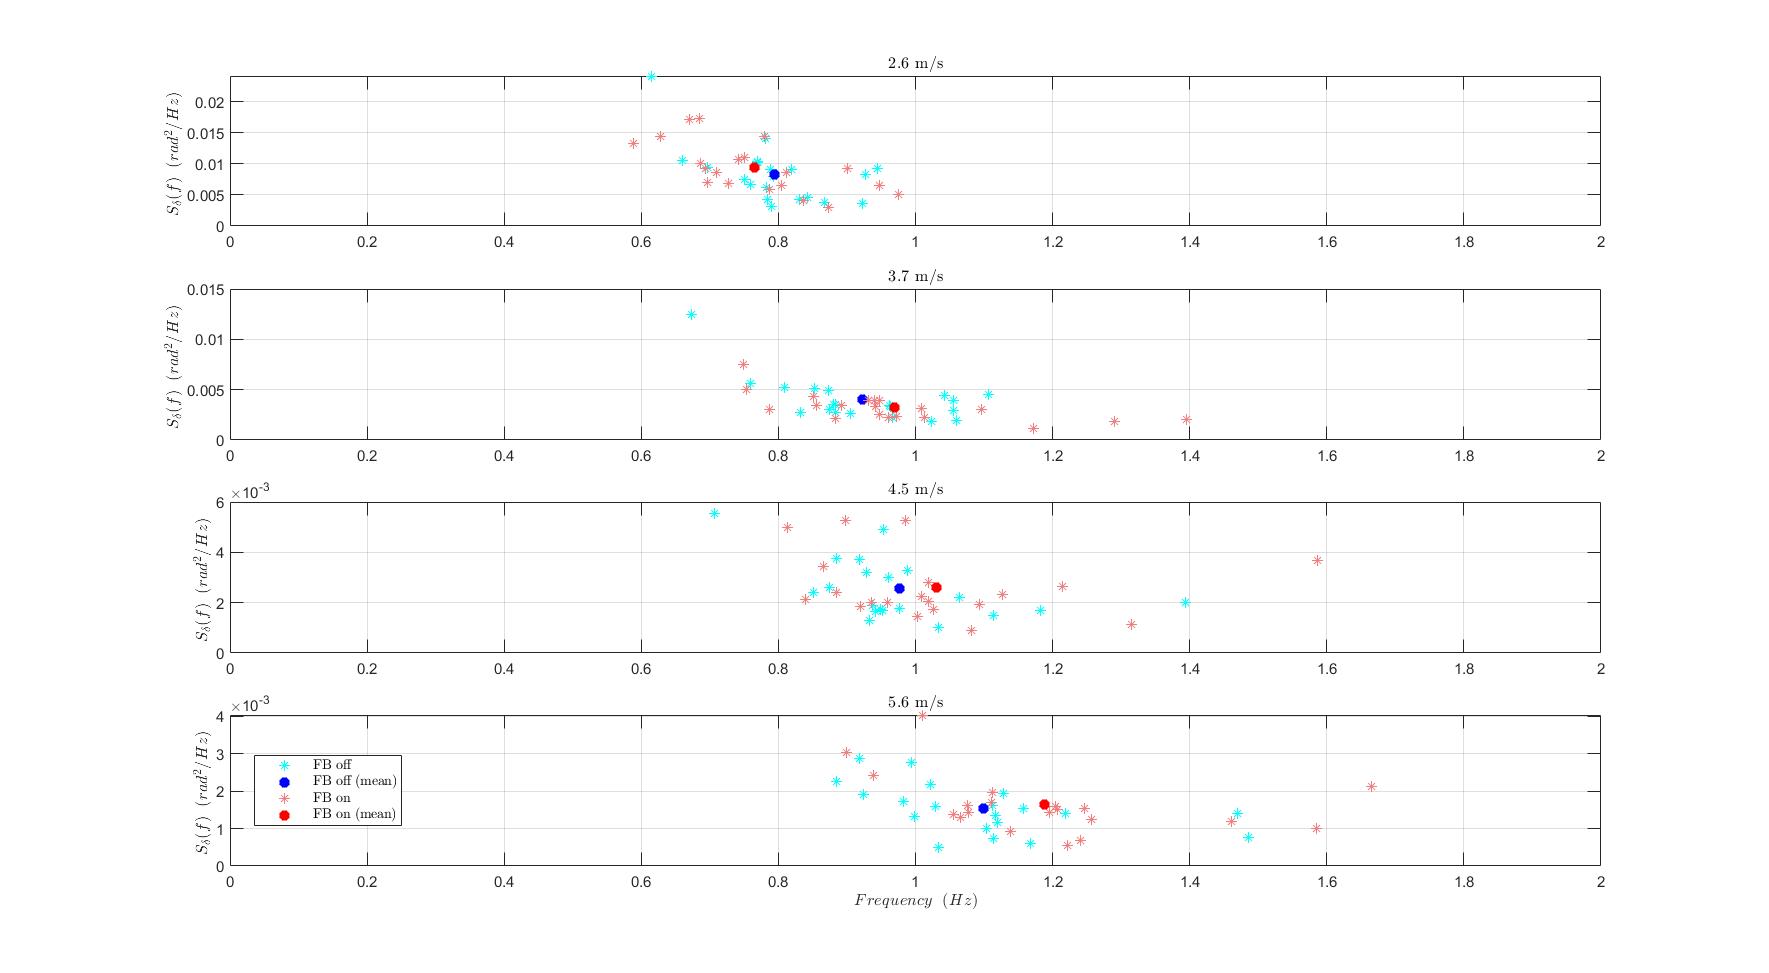 2.6 m/s
S_δ(f) (rad²/Hz)
0.02
0.015
0.01
0.005
0
0 0.2 0.4 0.6 0.8 1 1.2 1.4 1.6 1.8 2
3.7 m/s
S_δ(f) (rad²/Hz)
0.015
0.01
0.005
0
0 0.2 0.4 0.6 0.8 1 1.2 1.4 1.6 1.8 2
4.5 m/s
×10⁻³
S_δ(f) (rad²/Hz)
6
4
2
0
0 0.2 0.4 0.6 0.8 1 1.2 1.4 1.6 1.8 2
5.6 m/s
×10⁻³
S_δ(f) (rad²/Hz)
4
3
2
1
0
FB off
FB off (mean)
FB on
FB on (mean)
0 0.2 0.4 0.6 0.8 1 1.2 1.4 1.6 1.8 2
Frequency (Hz)